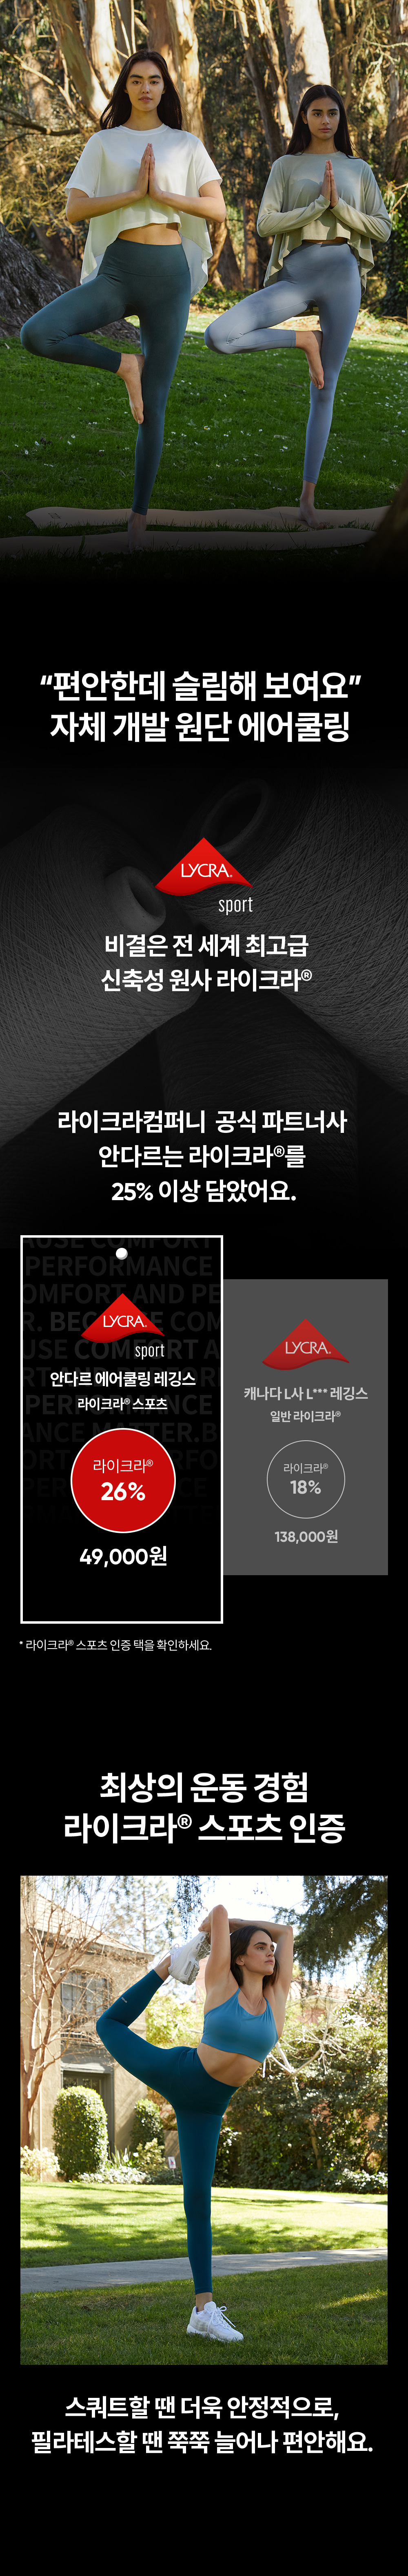 “편안한데 슬림해 보여요”
자체 개발 원단 에어쿨링
LYCRA®
sport
비결은 전 세계 최고급
신축성 원사 라이크라®
라이크라컴퍼니 공식 파트너사
안다르는 라이크라®를
25% 이상 담았어요.
LYCRA®
sport
안다르 에어쿨링 레깅스
라이크라® 스포츠
라이크라®
26%
49,000원
LYCRA®
캐나다 L사 L*** 레깅스
일반 라이크라®
라이크라®
18%
138,000원
* 라이크라® 스포츠 인증 택을 확인하세요.
최상의 운동 경험
라이크라® 스포츠 인증
스쿼트할 땐 더욱 안정적으로,
필라테스할 땐 쭉쭉 늘어나 편안해요.